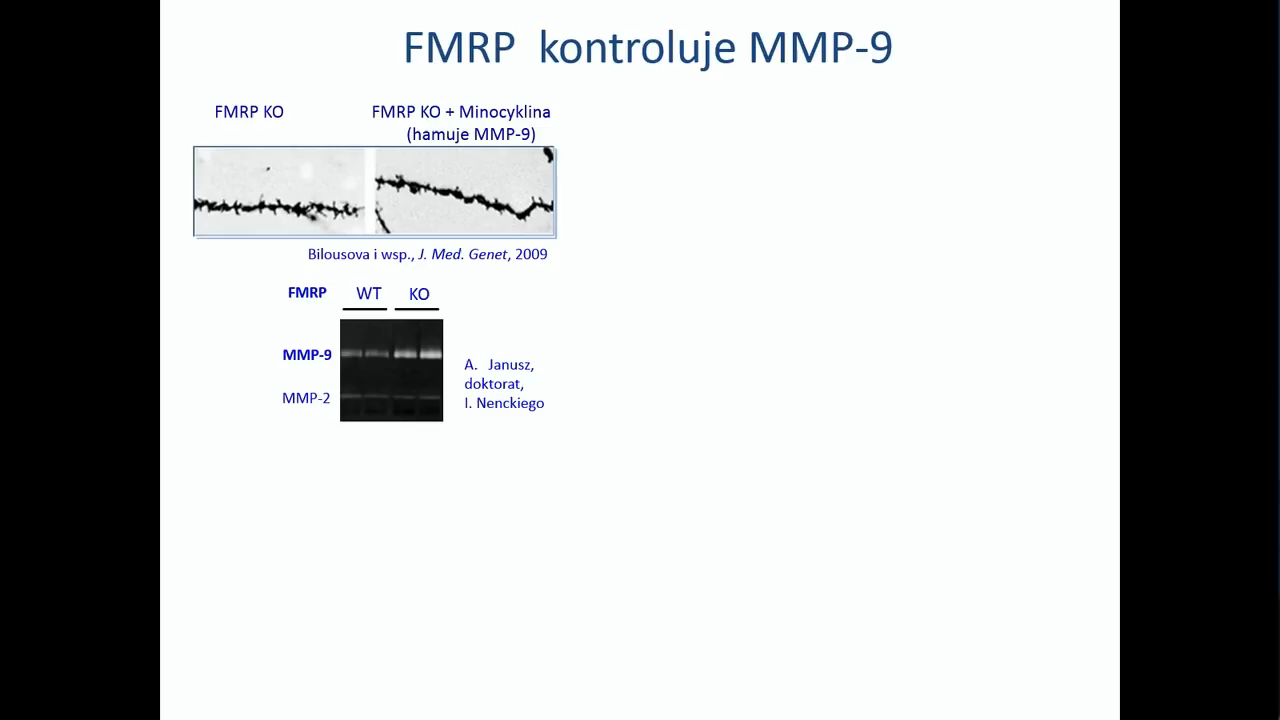 FMRP kontroluje MMP-9
FMRP KO
FMRP KO + Minocyklina
(hamuje MMP-9)
Bilousova i wsp., J. Med. Genet, 2009
FMRP WT KO
MMP-9
MMP-2
A. Janusz,
doktorat,
I. Nenckiego